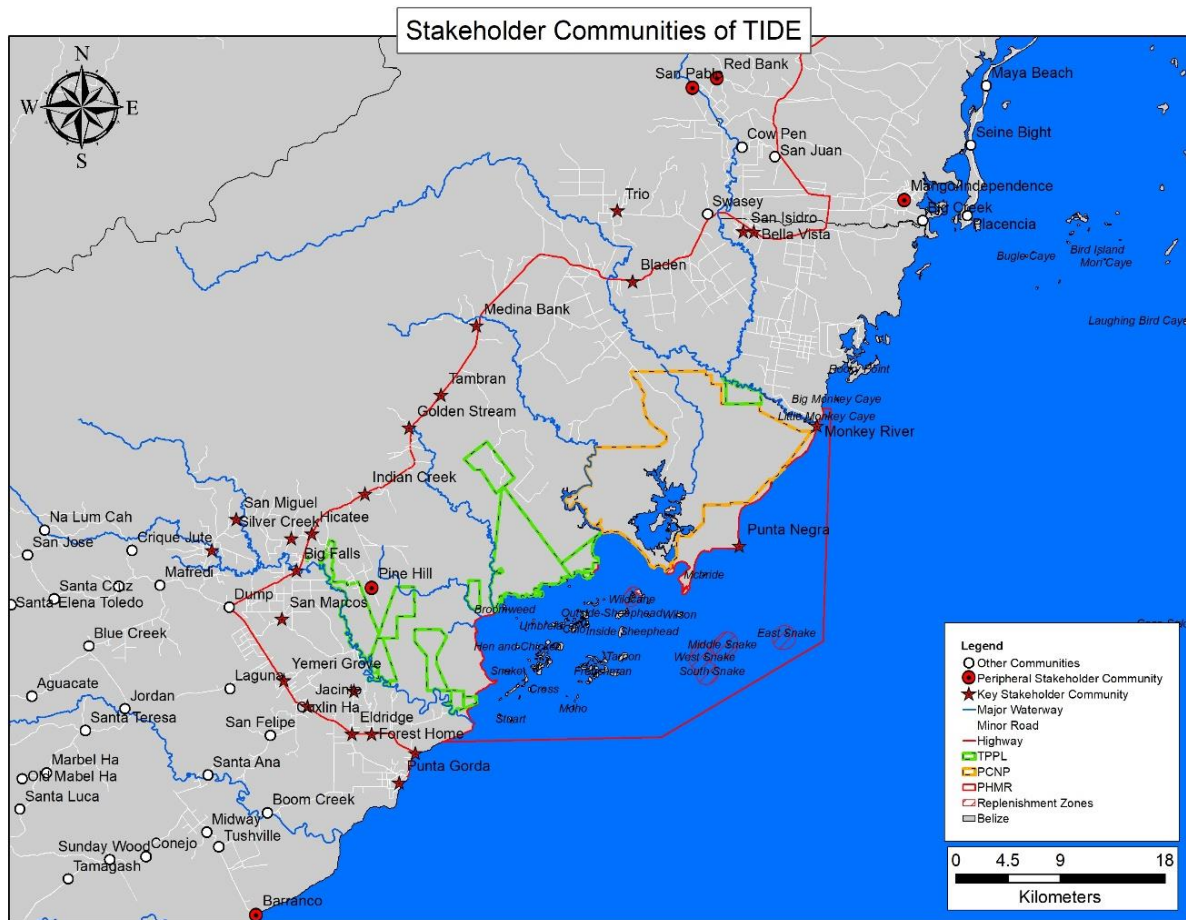 Stakeholder Communities of TIDE
N
W E
S
Red Bank
San Pablo
Maya Beach
Cow Pen
Seine Bight
San Juan
Trio
Mango/Independence
Swasey
Big Creek
San Isidro
Placencia
Bella Vista
Bird Island
Bugle Caye
Mon Caye
Bladen
Medina Bank
Laughing Bird Caye
Rocky Point
Tambran
Big Monkey Caye
Golden Stream
Little Monkey Caye
Monkey River
Indian Creek
San Miguel
Na Lum Cah
Silver Creek
Hicatee
Punta Negra
San Jose
Crique Jute
Big Falls
Mcbride
Pine Hill
Santa Cruz
Mafredi
Santa Elena Toledo
Dump
San Marcos
Wildcane
Broomweed
Outside Sheephead
Wilson
Inside Sheephead
East Snake
Blue Creek
Hen and Chicken
Middle Snake
Tarpon
West Snake
South Snake
Yemeri Grove
Aguacate
Laguna
Jacinto
Cross
Jordan
Moho
Stuart
Santa Teresa
San Felipe
Eldridge
Forest Home
Marbel Ha
Santa Ana
Punta Gorda
Old Mabel Ha
Santa Luca
Boom Creek
Midway
Tushville
Sunday Wood
Conejo
Tamagash
Barranco
Legend
Other Communities
Peripheral Stakeholder Community
Key Stakeholder Community
Major Waterway
Minor Road
Highway
TPPL
PCNP
PHMR
Replenishment Zones
Belize
0 4.5 9 18
Kilometers